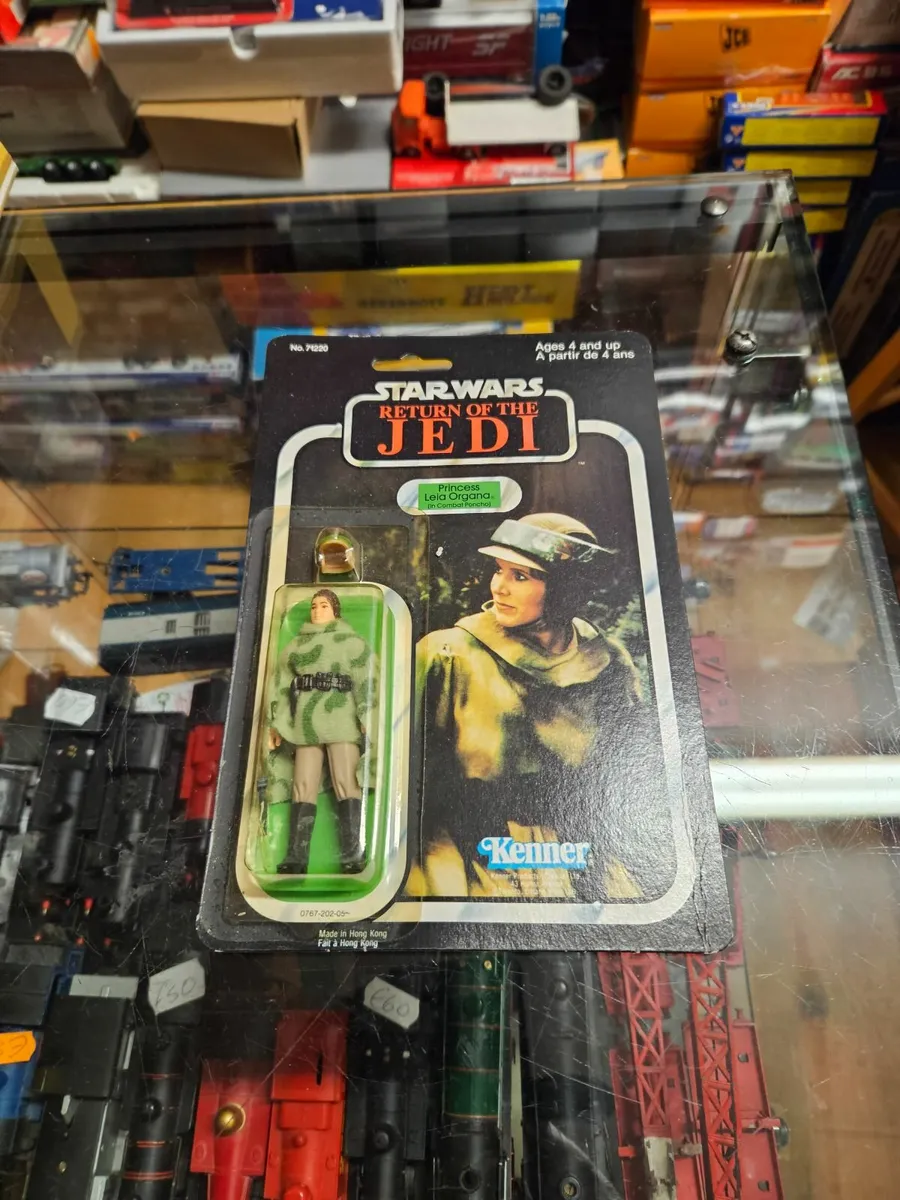 JCB
No. 71220
Ages 4 and up
A partir de 4 ans
STAR WARS
RETURN OF THE
JEDI
Princess
Leia Organa
(in Combat Poncho)
Kenner
0767-202-05
Made in Hong Kong
Fait à Hong Kong
£60